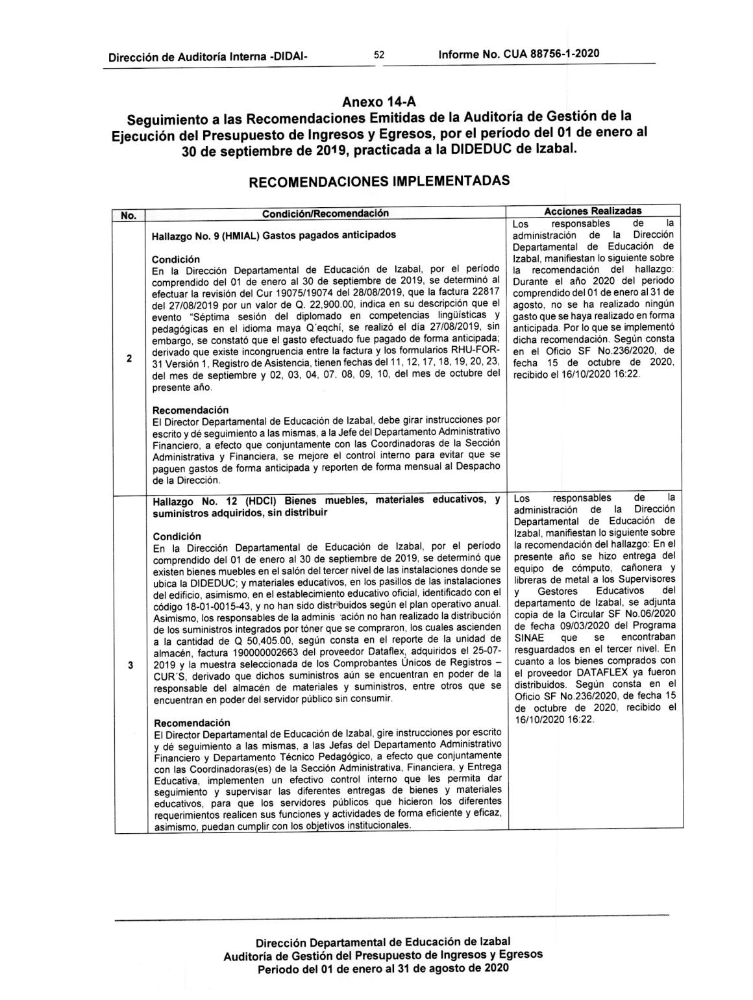 Dirección de Auditoría Interna -DIDAI- 52 Informe No. CUA 88756-1-2020
Anexo 14-A
Seguimiento a las Recomendaciones Emitidas de la Auditoría de Gestión de la
Ejecución del Presupuesto de Ingresos y Egresos, por el período del 01 de enero al
30 de septiembre de 2019, practicada a la DIDEDUC de Izabal.
RECOMENDACIONES IMPLEMENTADAS
No. Condición/Recomendación Acciones Realizadas
2
Hallazgo No. 9 (HMIAL) Gastos pagados anticipados
Condición
En la Dirección Departamental de Educación de Izabal, por el período
comprendido del 01 de enero al 30 de septiembre de 2019, se determinó al
efectuar la revisión del Cur 19075/19074 del 28/08/2019, que la factura 22817
del 27/08/2019 por un valor de Q. 22,900.00, indica en su descripción que el
evento “Séptima sesión del diplomado en competencias lingüísticas y
pedagógicas en el idioma maya Q´eqchí, se realizó el día 27/08/2019, sin
embargo, se constató que el gasto efectuado fue pagado de forma anticipada;
derivado que existe incongruencia entre la factura y los formularios RHU-FOR-
31 Versión 1, Registro de Asistencia, tienen fechas del 11, 12, 17, 18, 19, 20, 23,
del mes de septiembre y 02, 03, 04, 07. 08, 09, 10, del mes de octubre del
presente año.
Recomendación
El Director Departamental de Educación de Izabal, debe girar instrucciones por
escrito y dé seguimiento a las mismas, a la Jefe del Departamento Administrativo
Financiero, a efecto que conjuntamente con las Coordinadoras de la Sección
Administrativa y Financiera, se mejore el control interno para evitar que se
paguen gastos de forma anticipada y reporten de forma mensual al Despacho
de la Dirección.
Los responsables de la
administración de la Dirección
Departamental de Educación de
Izabal, manifiestan lo siguiente sobre
la recomendación del hallazgo:
Durante el año 2020 del periodo
comprendido del 01 de enero al 31 de
agosto, no se ha realizado ningún
gasto que se haya realizado en forma
anticipada. Por lo que se implementó
dicha recomendación. Según consta
en el Oficio SF No.236/2020, de
fecha 15 de octubre de 2020,
recibido el 16/10/2020 16:22.
3
Hallazgo No. 12 (HDCI) Bienes muebles, materiales educativos, y
suministros adquiridos, sin distribuir
Condición
En la Dirección Departamental de Educación de Izabal, por el período
comprendido del 01 de enero al 30 de septiembre de 2019, se determinó que
existen bienes muebles en el salón del tercer nivel de las instalaciones donde se
ubica la DIDEDUC; y materiales educativos, en los pasillos de las instalaciones
del edificio, asimismo, en el establecimiento educativo oficial, identificado con el
código 18-01-0015-43, y no han sido distribuidos según el plan operativo anual.
Asimismo, los responsables de la adminis ación no han realizado la distribución
de los suministros integrados por tóner que se compraron, los cuales ascienden
a la cantidad de Q 50,405.00, según consta en el reporte de la unidad de
almacén, factura 190000002663 del proveedor Dataflex, adquiridos el 25-07-
2019 y la muestra seleccionada de los Comprobantes Únicos de Registros –
CUR´S, derivado que dichos suministros aún se encuentran en poder de la
responsable del almacén de materiales y suministros, entre otros que se
encuentran en poder del servidor público sin consumir.
Recomendación
El Director Departamental de Educación de Izabal, gire instrucciones por escrito
y dé seguimiento a las mismas, a las Jefas del Departamento Administrativo
Financiero y Departamento Técnico Pedagógico, a efecto que conjuntamente
con las Coordinadoras(es) de la Sección Administrativa, Financiera, y Entrega
Educativa, implementen un efectivo control interno que les permita dar
seguimiento y supervisar las diferentes entregas de bienes y materiales
educativos, para que los servidores públicos que hicieron los diferentes
requerimientos realicen sus funciones y actividades de forma eficiente y eficaz,
asimismo, puedan cumplir con los objetivos institucionales.
Los responsables de la
administración de la Dirección
Departamental de Educación de
Izabal, manifiestan lo siguiente sobre
la recomendación del hallazgo: En el
presente año se hizo entrega del
equipo de cómputo, cañonera y
libreras de metal a los Supervisores
y Gestores Educativos del
departamento de Izabal, se adjunta
copia de la Circular SF No.06/2020
de fecha 09/03/2020 del Programa
SINAE que se encontraban
resguardados en el tercer nivel. En
cuanto a los bienes comprados con
el proveedor DATAFLEX ya fueron
distribuidos. Según consta en el
Oficio SF No.236/2020, de fecha 15
de octubre de 2020, recibido el
16/10/2020 16:22.
Dirección Departamental de Educación de Izabal
Auditoría de Gestión del Presupuesto de Ingresos y Egresos
Periodo del 01 de enero al 31 de agosto de 2020